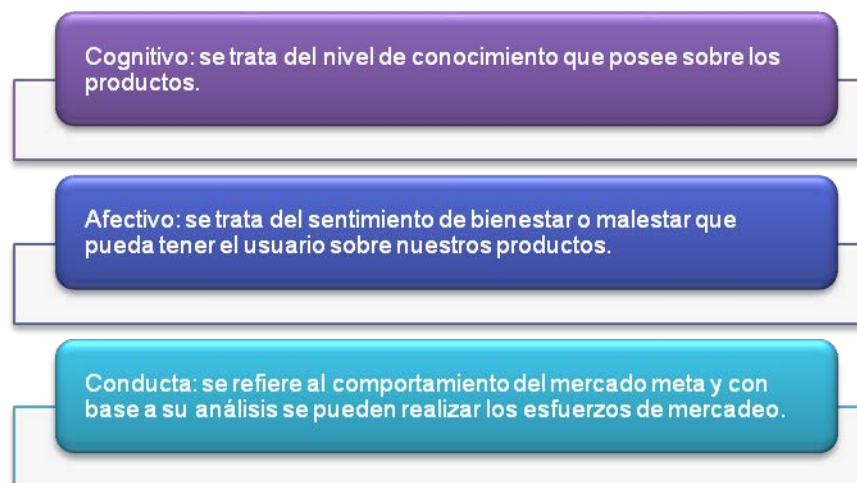 Cognitivo: se trata del nivel de conocimiento que posee sobre los
productos.
Afectivo: se trata del sentimiento de bienestar o malestar que
pueda tener el usuario sobre nuestros productos.
Conducta: se refiere al comportamiento del mercado meta y con
base a su análisis se pueden realizar los esfuerzos de mercadeo.